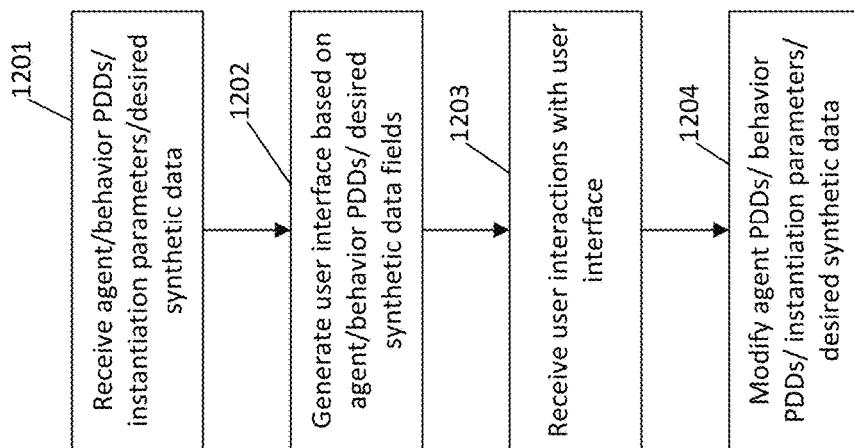 1201
Receive agent/behavior PDDs/
instantiation parameters/desired
synthetic data
1202
Generate user interface based on
agent/behavior PDDs/ desired
synthetic data fields
1203
Receive user interactions with user
interface
1204
Modify agent PDDs/ behavior
PDDs/ instantiation parameters/
desired synthetic data